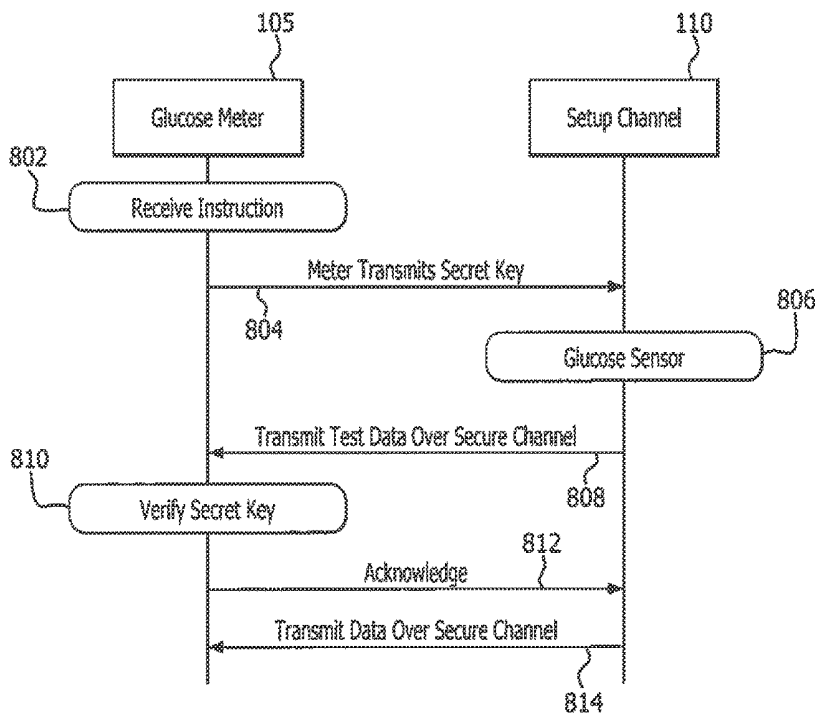 105
110
Glucose Meter
Setup Channel
802
Receive Instruction
Meter Transmits Secret Key
804
806
Glucose Sensor
Transmit Test Data Over Secure Channel
808
810
Verify Secret Key
812
Acknowledge
Transmit Data Over Secure Channel
814